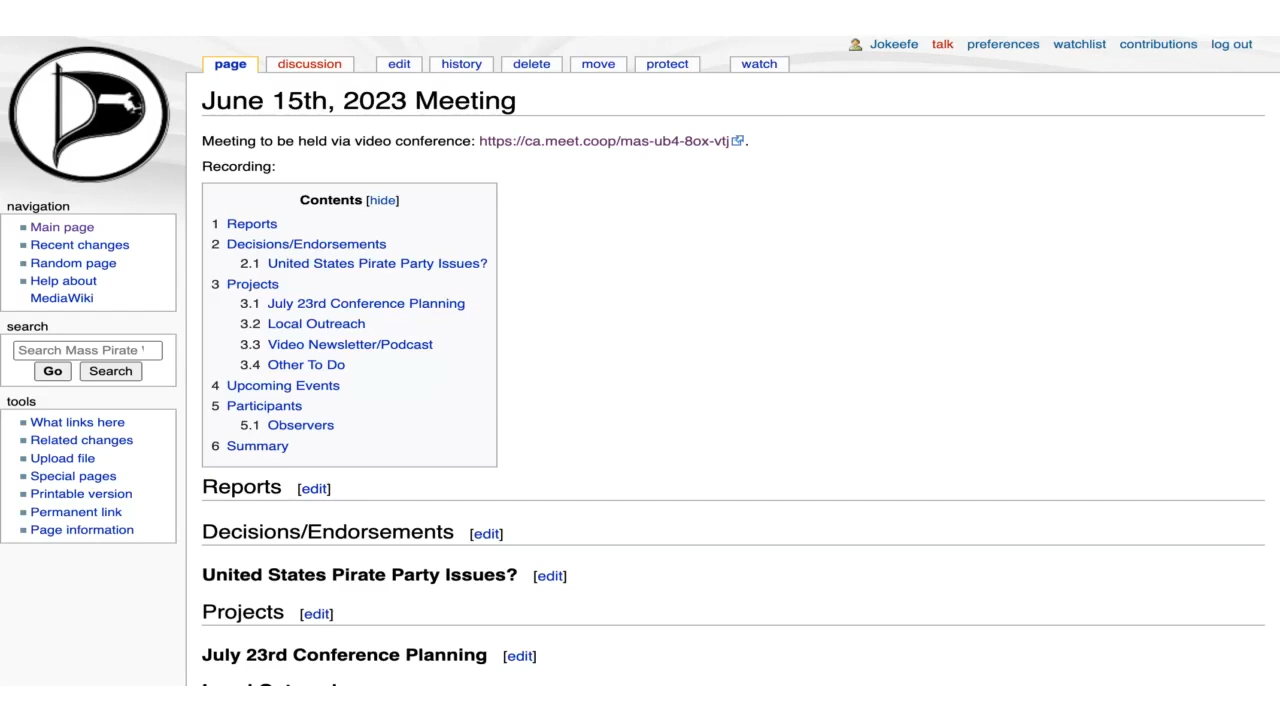 Jokeefe talk preferences watchlist contributions log out
page discussion edit history delete move protect watch
June 15th, 2023 Meeting
Meeting to be held via video conference: https://ca.meet.coop/mas-ub4-8ox-vtj.
Recording:
Contents [hide]
1 Reports
2 Decisions/Endorsements
2.1 United States Pirate Party Issues?
3 Projects
3.1 July 23rd Conference Planning
3.2 Local Outreach
3.3 Video Newsletter/Podcast
3.4 Other To Do
4 Upcoming Events
5 Participants
5.1 Observers
6 Summary
Reports [edit]
Decisions/Endorsements [edit]
United States Pirate Party Issues? [edit]
Projects [edit]
July 23rd Conference Planning [edit]
navigation
Main page
Recent changes
Random page
Help about
MediaWiki
search
Search Mass Pirate
Go Search
tools
What links here
Related changes
Upload file
Special pages
Printable version
Permanent link
Page information